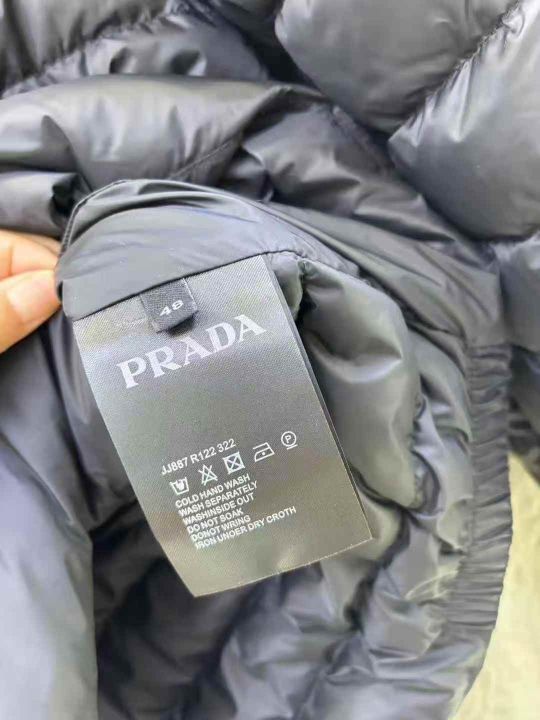 48
PRADA
JJ887 R122 322
P
COLD HAND WASH
WASH SEPARATELY
WASHINSIDE OUT
DO NOT SOAK
DONOT WRING
IRON UNDER DRY CROTH